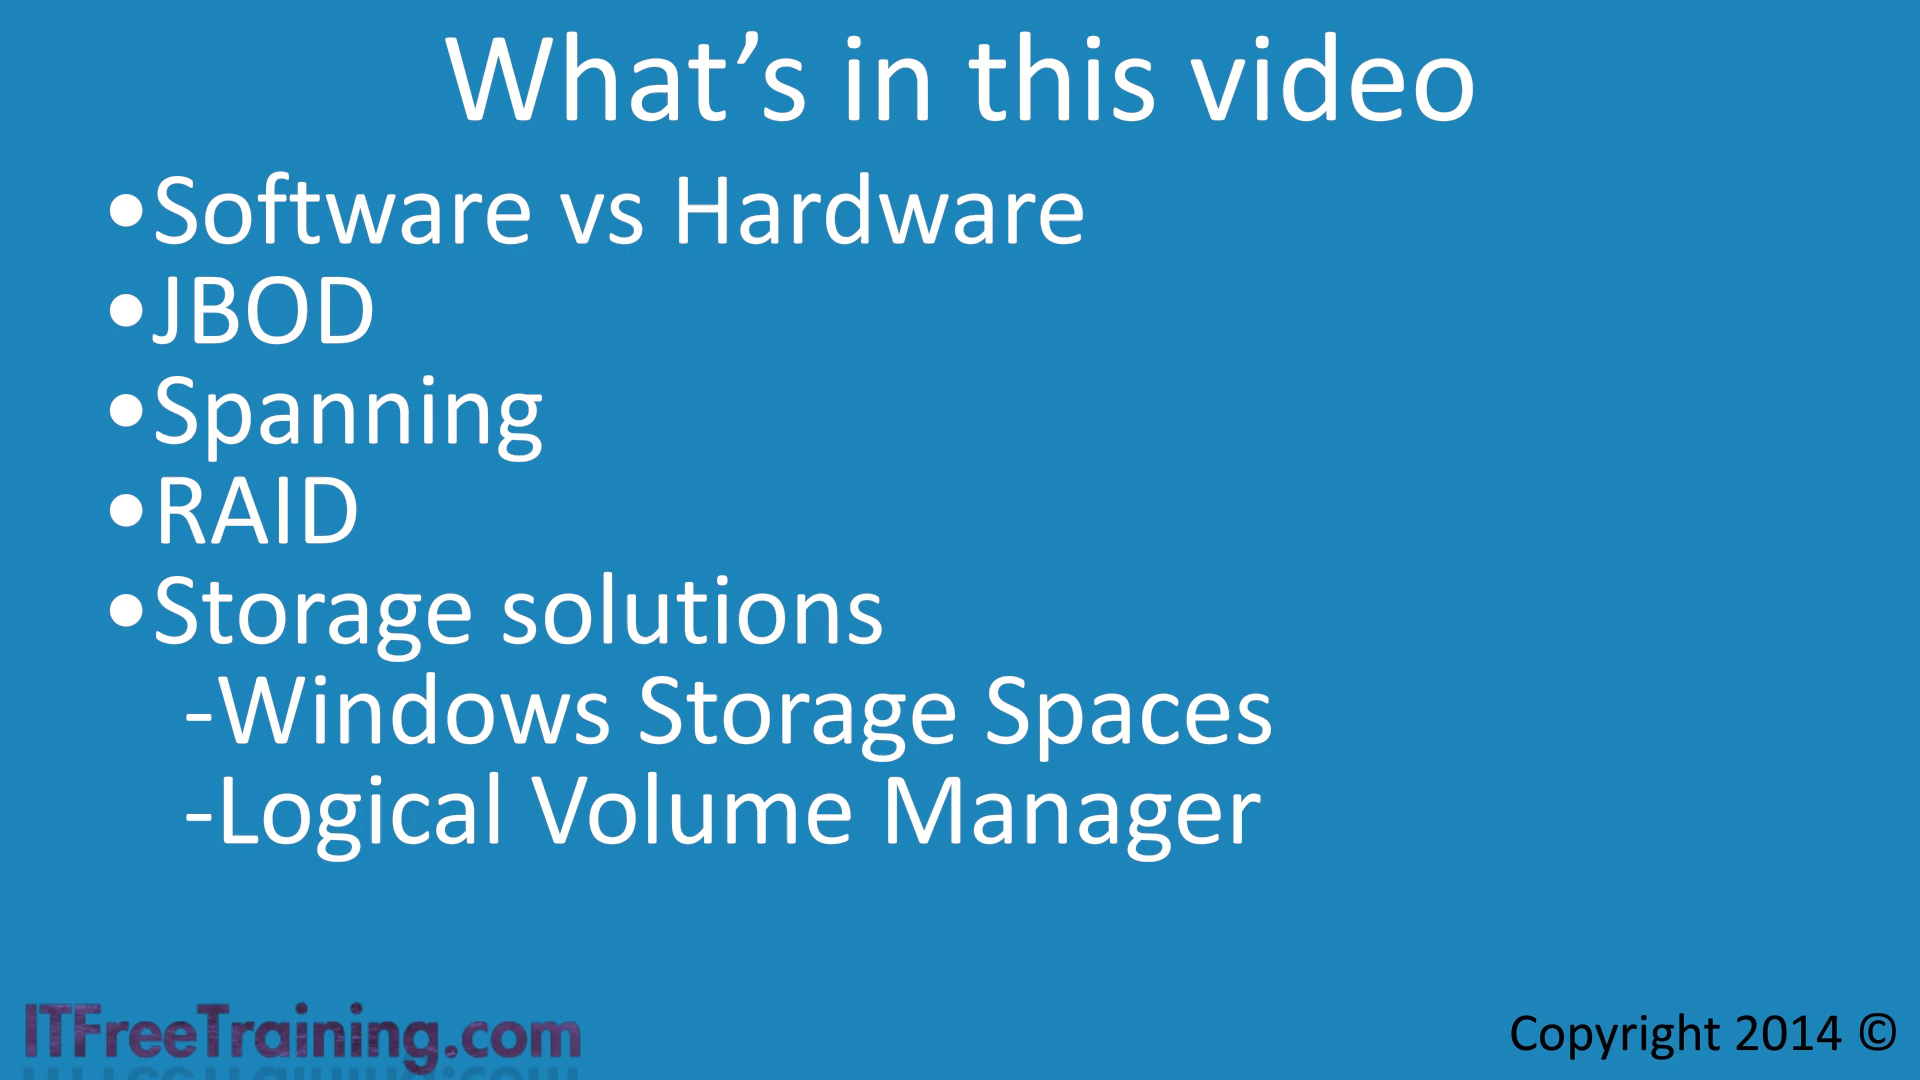 What’s in this video
•Software vs Hardware
•JBOD
•Spanning
•RAID
•Storage solutions
-Windows Storage Spaces
-Logical Volume Manager
ITFreeTraining.com
Copyright 2014 ©